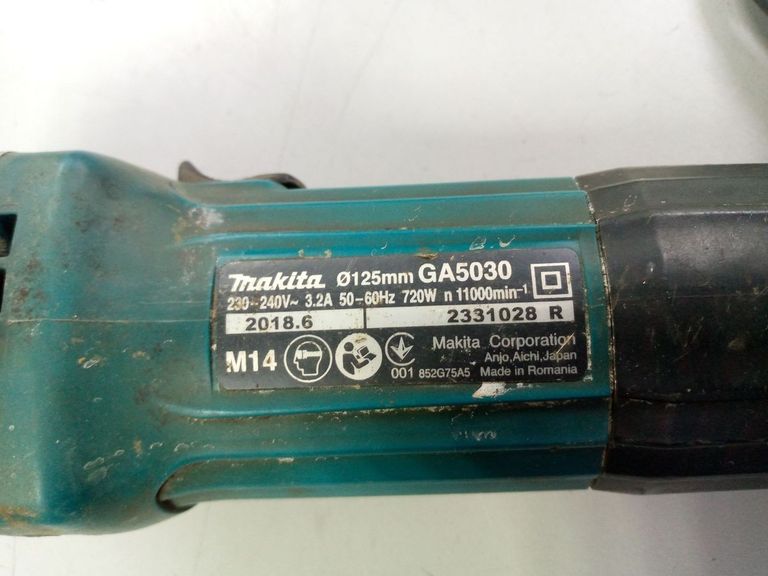 makita Ø125mm GA5030
230-240V~ 3.2A 50-60Hz 720W n 11000min-¹
2018.6 2331028 R
M14
Makita Corporation
Anjo,Aichi,Japan
001 852G75A5 Made in Romania